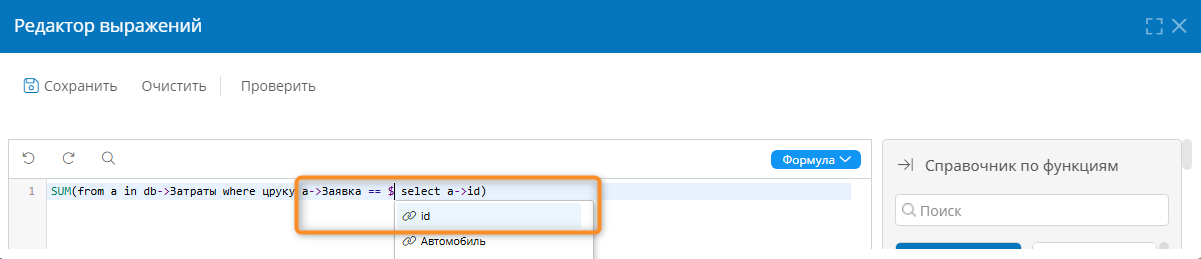 Редактор выражений
Сохранить Очистить Проверить
Формула
1 SUM(from a in db->Затраты where цруку a->Заявка == $ select a->id)
id
Автомобиль
Справочник по функциям
Поиск